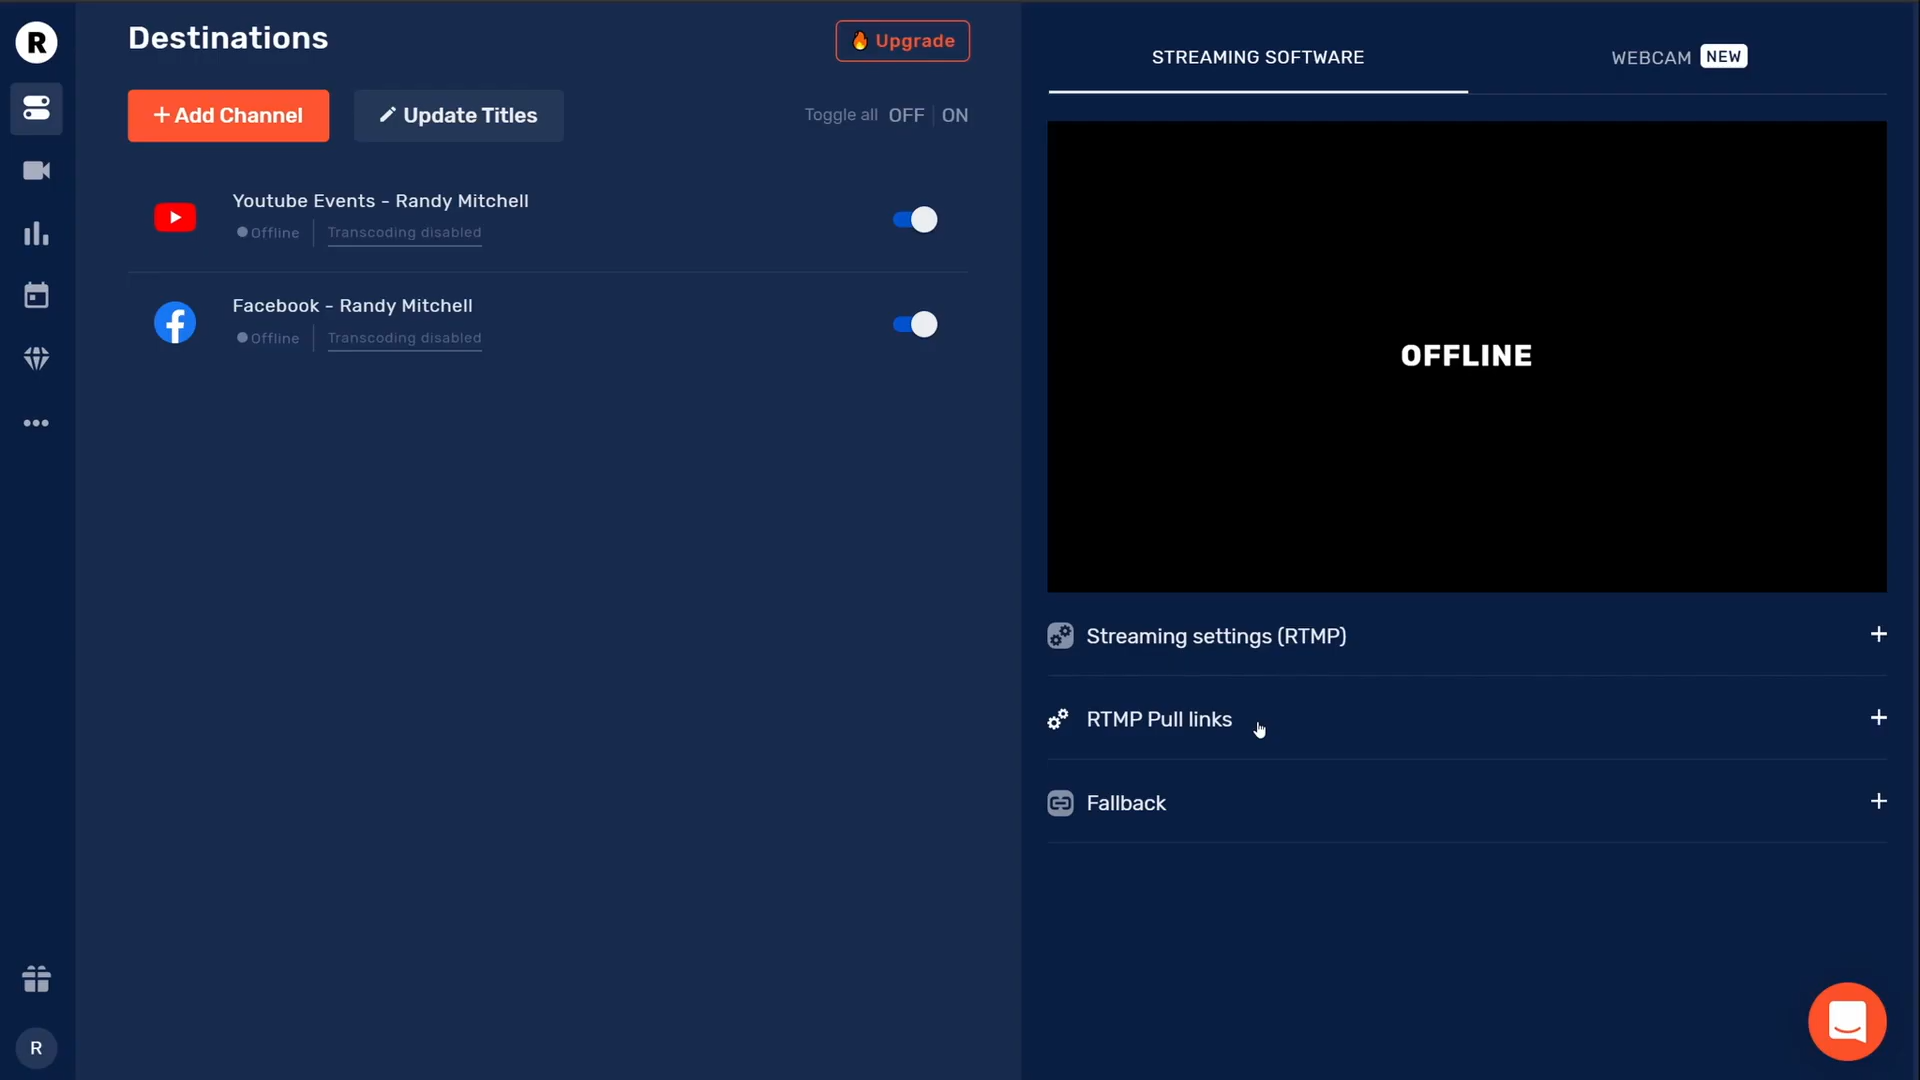 R
Destinations
Upgrade
+ Add Channel
Update Titles
Toggle all OFF | ON
Youtube Events - Randy Mitchell
Offline
Transcoding disabled
Facebook - Randy Mitchell
Offline
Transcoding disabled
R
STREAMING SOFTWARE
WEBCAM NEW
OFFLINE
Streaming settings (RTMP) +
RTMP Pull links +
Fallback +